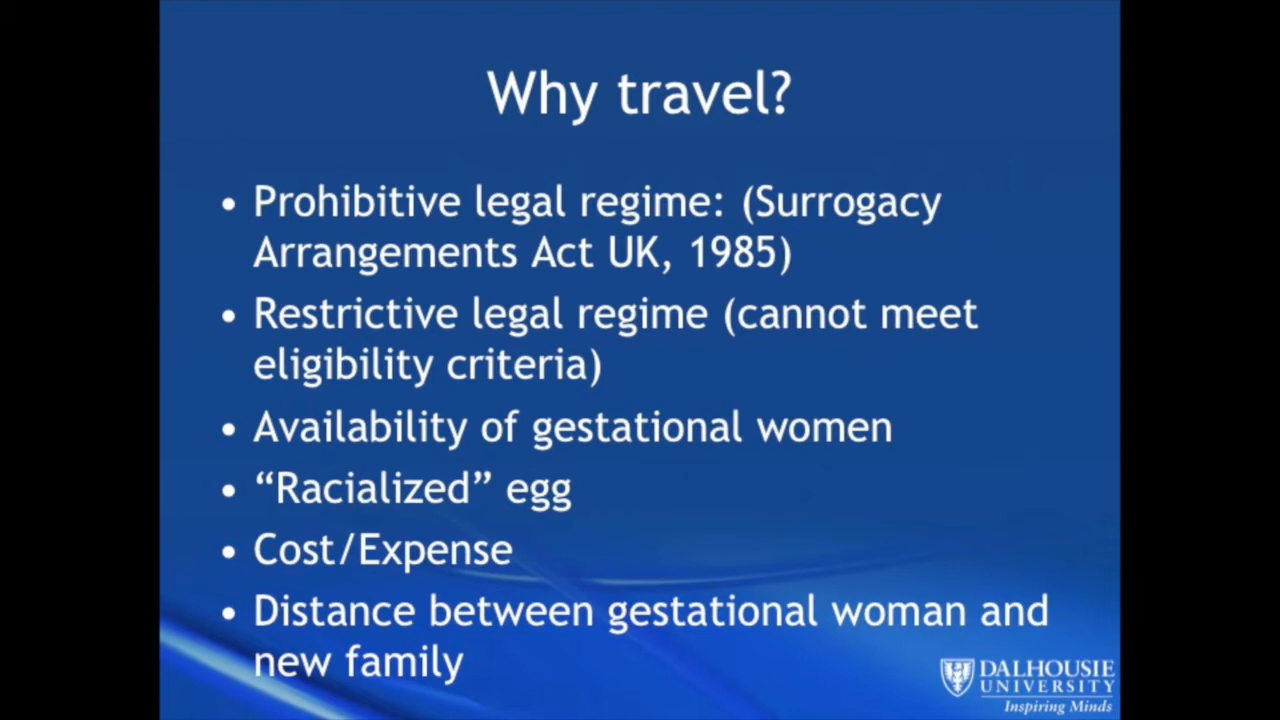 Why travel?
• Prohibitive legal regime: (Surrogacy
Arrangements Act UK, 1985)
• Restrictive legal regime (cannot meet
eligibility criteria)
• Availability of gestational women
• “Racialized” egg
• Cost/Expense
• Distance between gestational woman and
new family
DALHOUSIE
UNIVERSITY
Inspiring Minds